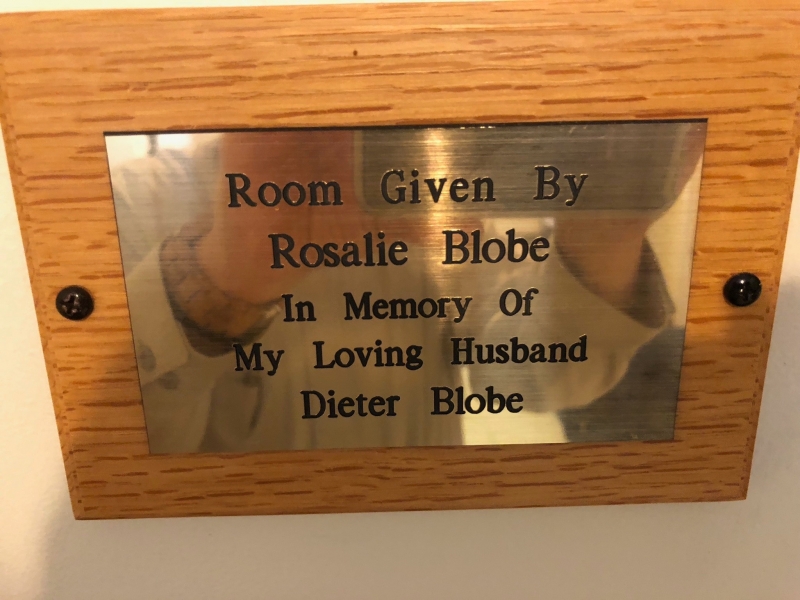 Room Given By
Rosalie Blobe
In Memory Of
My Loving Husband
Dieter Blobe